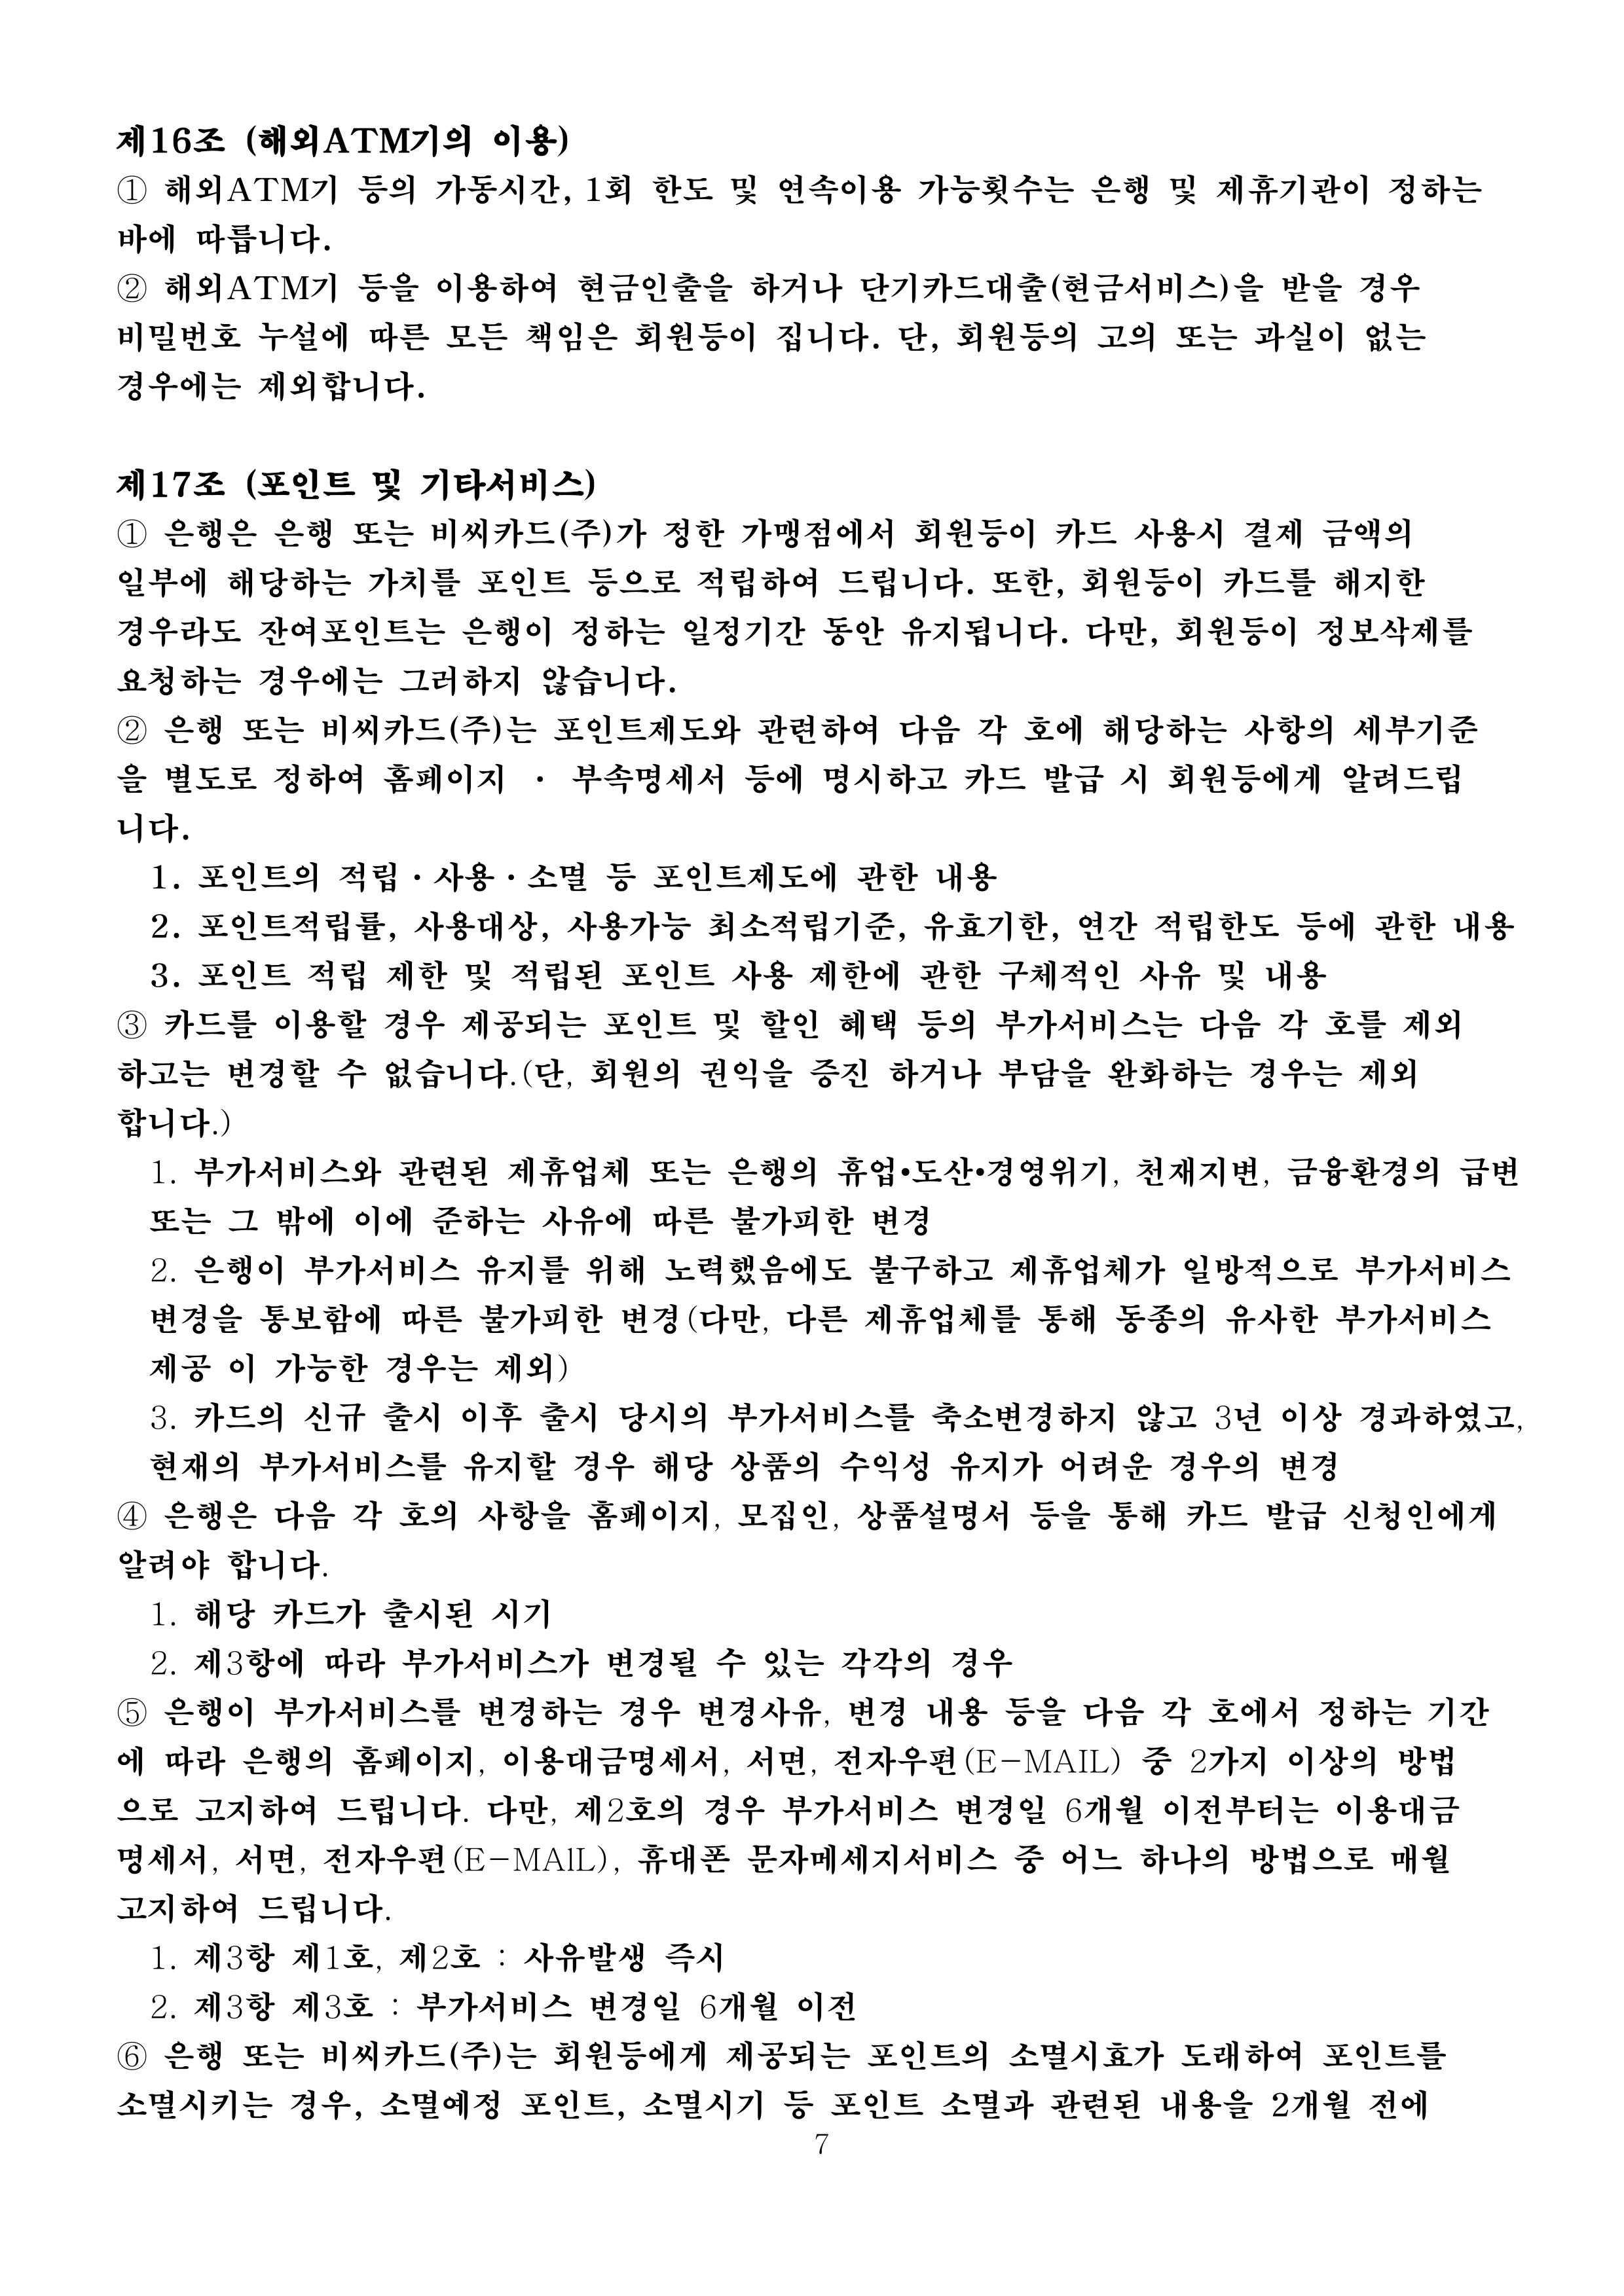 제16조 (해외ATM기의 이용)
① 해외ATM기 등의 가동시간, 1회 한도 및 연속이용 가능횟수는 은행 및 제휴기관이 정하는
바에 따릅니다.
② 해외ATM기 등을 이용하여 현금인출을 하거나 단기카드대출(현금서비스)을 받을 경우
비밀번호 누설에 따른 모든 책임은 회원등이 집니다. 단, 회원등의 고의 또는 과실이 없는
경우에는 제외합니다.
제17조 (포인트 및 기타서비스)
① 은행은 은행 또는 비씨카드(주)가 정한 가맹점에서 회원등이 카드 사용시 결제 금액의
일부에 해당하는 가치를 포인트 등으로 적립하여 드립니다. 또한, 회원등이 카드를 해지한
경우라도 잔여포인트는 은행이 정하는 일정기간 동안 유지됩니다. 다만, 회원등이 정보삭제를
요청하는 경우에는 그러하지 않습니다.
② 은행 또는 비씨카드(주)는 포인트제도와 관련하여 다음 각 호에 해당하는 사항의 세부기준
을 별도로 정하여 홈페이지 · 부속명세서 등에 명시하고 카드 발급 시 회원등에게 알려드립
니다.
1. 포인트의 적립·사용·소멸 등 포인트제도에 관한 내용
2. 포인트적립률, 사용대상, 사용가능 최소적립기준, 유효기한, 연간 적립한도 등에 관한 내용
3. 포인트 적립 제한 및 적립된 포인트 사용 제한에 관한 구체적인 사유 및 내용
③ 카드를 이용할 경우 제공되는 포인트 및 할인 혜택 등의 부가서비스는 다음 각 호를 제외
하고는 변경할 수 없습니다.(단, 회원의 권익을 증진 하거나 부담을 완화하는 경우는 제외
합니다.)
1. 부가서비스와 관련된 제휴업체 또는 은행의 휴업•도산•경영위기, 천재지변, 금융환경의 급변
또는 그 밖에 이에 준하는 사유에 따른 불가피한 변경
2. 은행이 부가서비스 유지를 위해 노력했음에도 불구하고 제휴업체가 일방적으로 부가서비스
변경을 통보함에 따른 불가피한 변경(다만, 다른 제휴업체를 통해 동종의 유사한 부가서비스
제공 이 가능한 경우는 제외)
3. 카드의 신규 출시 이후 출시 당시의 부가서비스를 축소변경하지 않고 3년 이상 경과하였고,
현재의 부가서비스를 유지할 경우 해당 상품의 수익성 유지가 어려운 경우의 변경
④ 은행은 다음 각 호의 사항을 홈페이지, 모집인, 상품설명서 등을 통해 카드 발급 신청인에게
알려야 합니다.
1. 해당 카드가 출시된 시기
2. 제3항에 따라 부가서비스가 변경될 수 있는 각각의 경우
⑤ 은행이 부가서비스를 변경하는 경우 변경사유, 변경 내용 등을 다음 각 호에서 정하는 기간
에 따라 은행의 홈페이지, 이용대금명세서, 서면, 전자우편(E-MAIL) 중 2가지 이상의 방법
으로 고지하여 드립니다. 다만, 제2호의 경우 부가서비스 변경일 6개월 이전부터는 이용대금
명세서, 서면, 전자우편(E-MAlL), 휴대폰 문자메세지서비스 중 어느 하나의 방법으로 매월
고지하여 드립니다.
1. 제3항 제1호, 제2호 : 사유발생 즉시
2. 제3항 제3호 : 부가서비스 변경일 6개월 이전
⑥ 은행 또는 비씨카드(주)는 회원등에게 제공되는 포인트의 소멸시효가 도래하여 포인트를
소멸시키는 경우, 소멸예정 포인트, 소멸시기 등 포인트 소멸과 관련된 내용을 2개월 전에
7